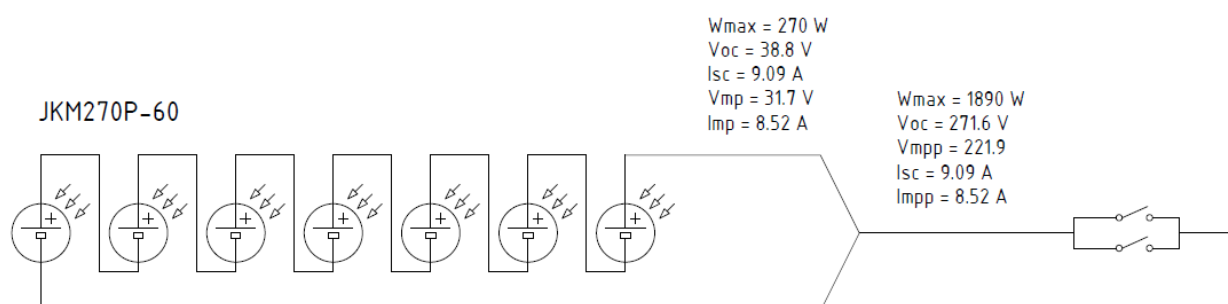 Wmax = 270 W
Voc = 38.8 V
Isc = 9.09 A
Vmp = 31.7 V
Imp = 8.52 A
Wmax = 1890 W
Voc = 271.6 V
Vmpp = 221.9
Isc = 9.09 A
Impp = 8.52 A
JKM270P-60